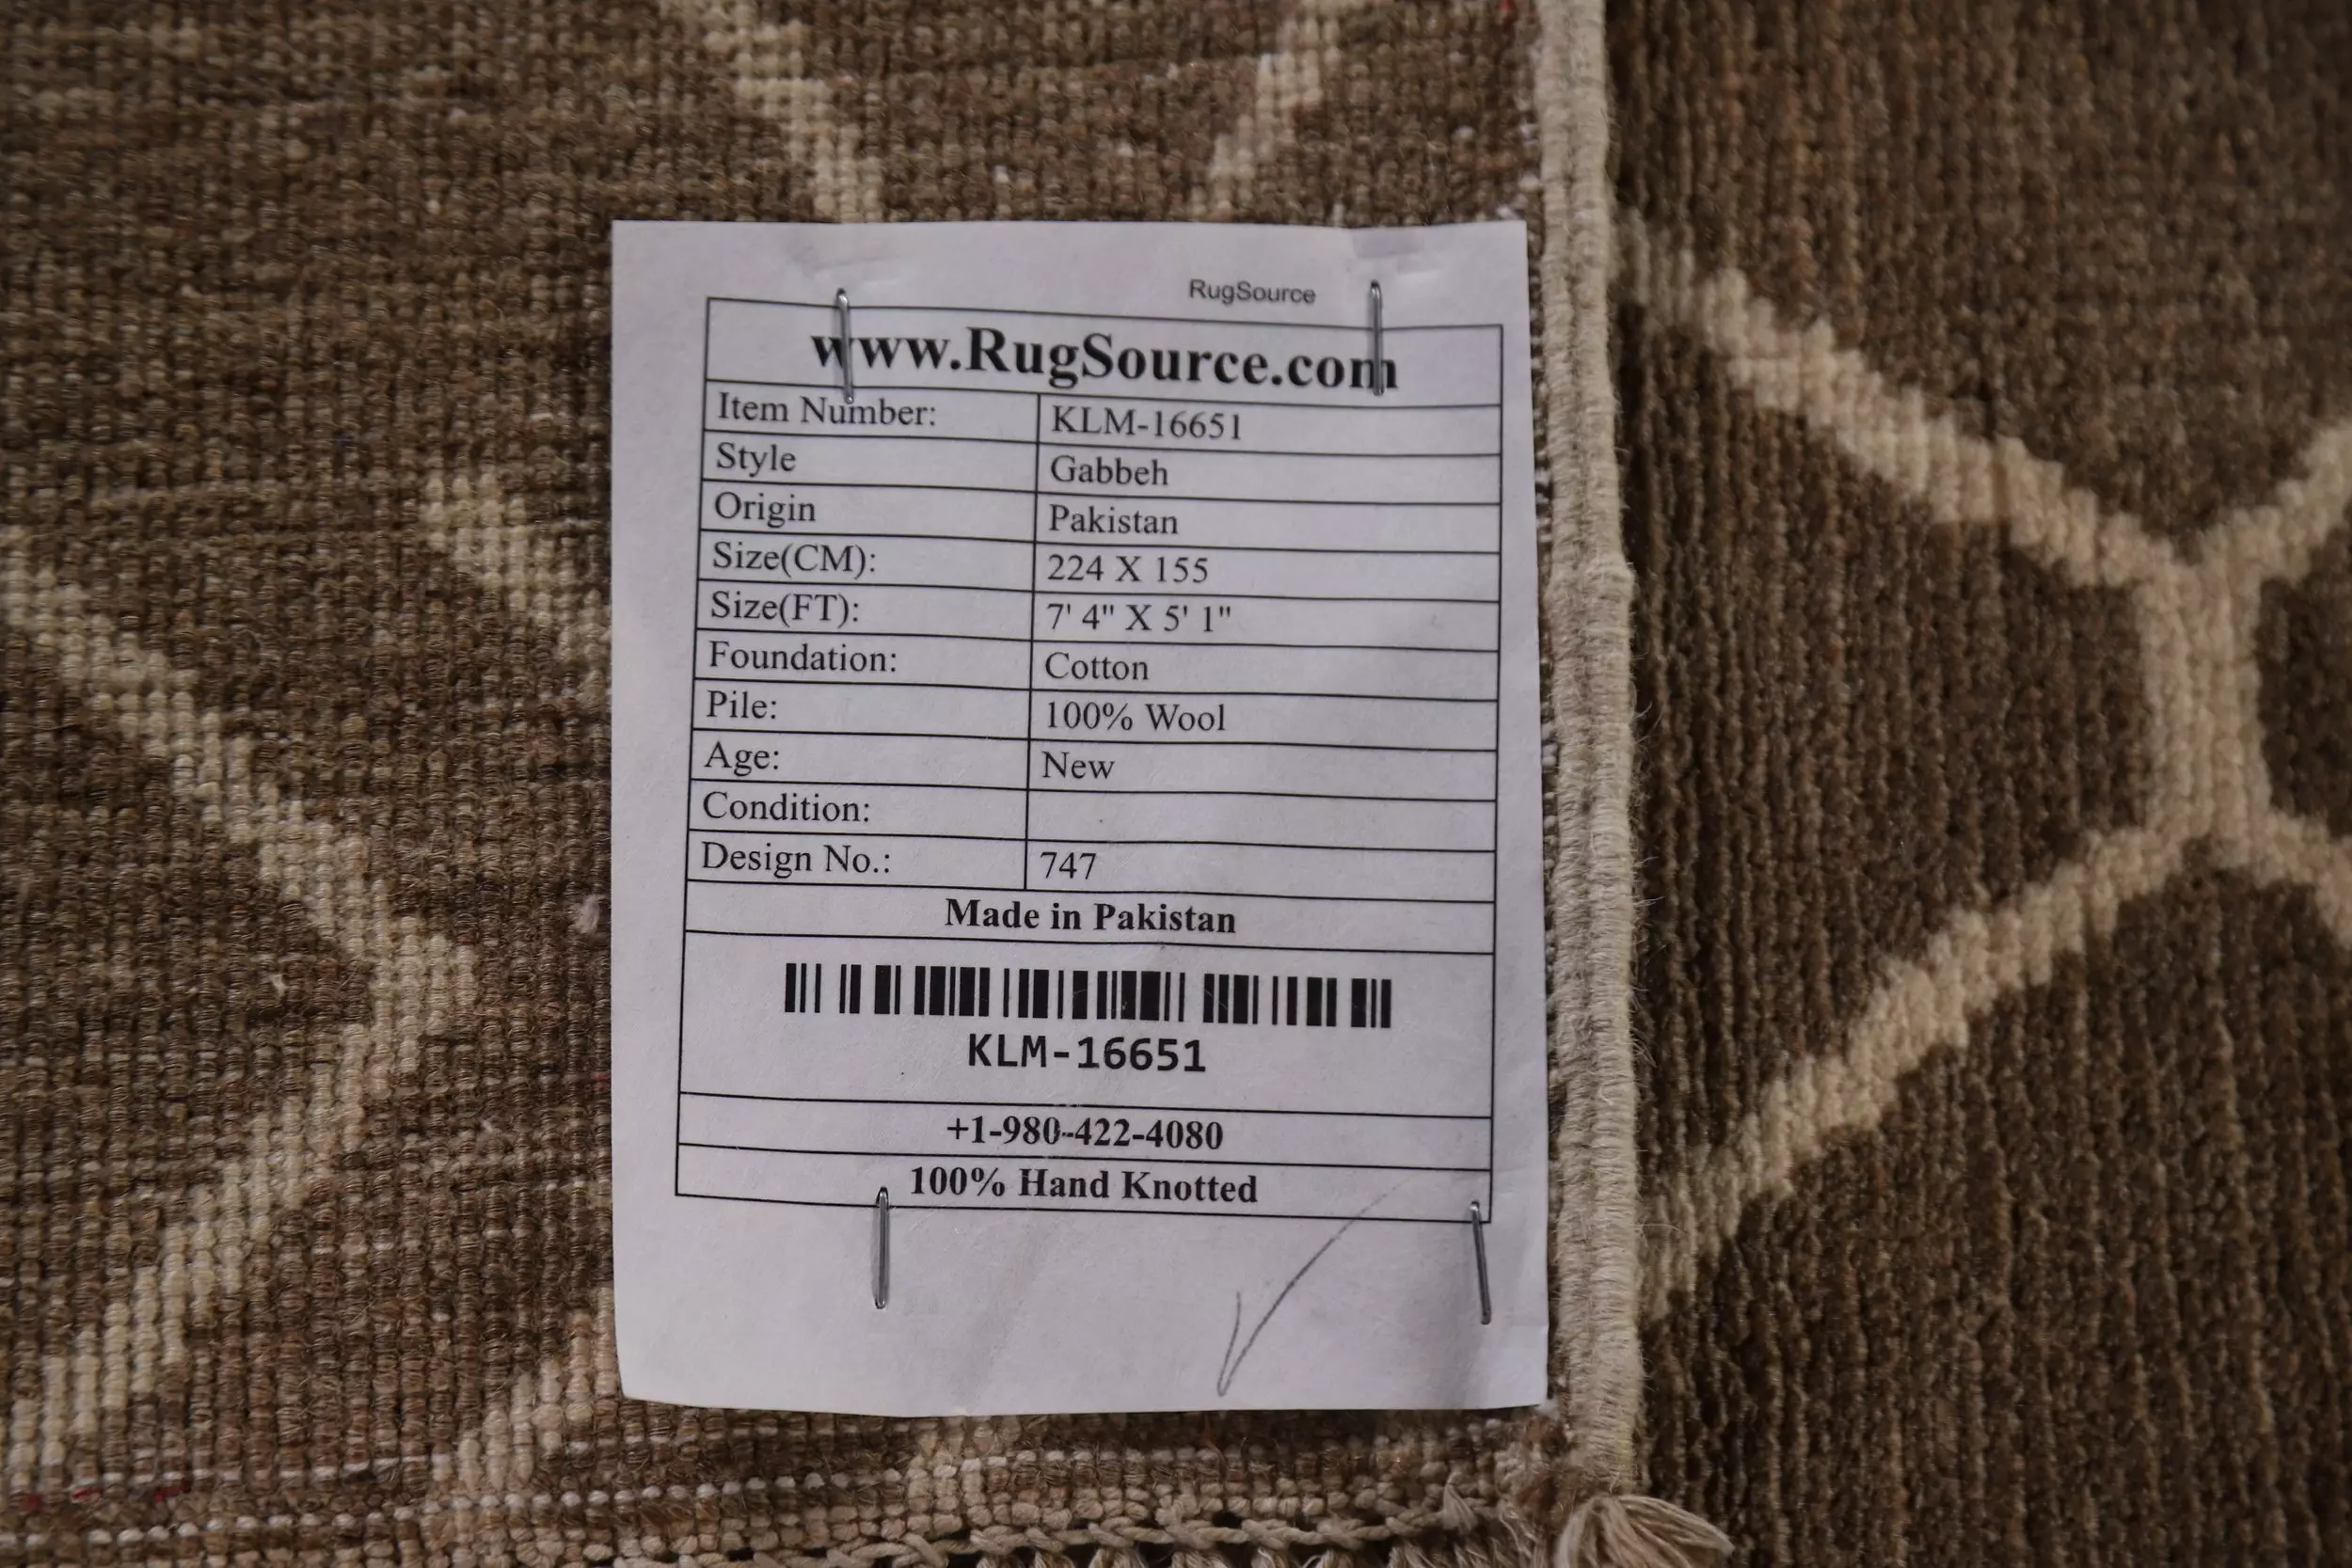 RugSource
www.RugSource.com
Item Number: KLM-16651
Style Gabbeh
Origin Pakistan
Size(CM): 224 X 155
Size(FT): 7' 4" X 5' 1"
Foundation: Cotton
Pile: 100% Wool
Age: New
Condition:
Design No.: 747
Made in Pakistan
KLM-16651
+1-980-422-4080
100% Hand Knotted